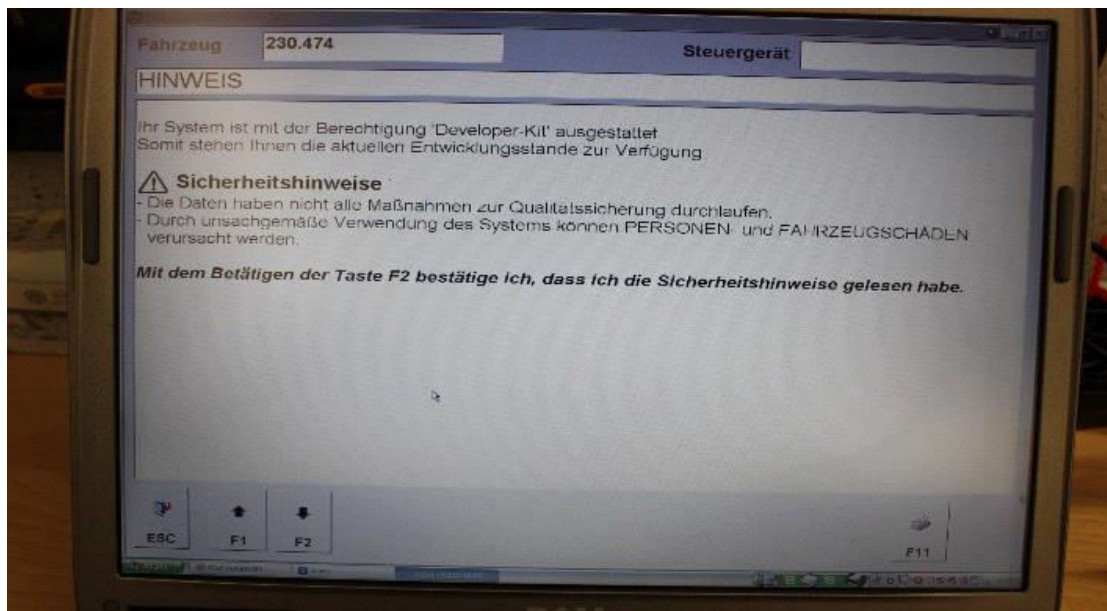 Fahrzeug 230.474 Steuergerät
HINWEIS
Ihr System ist mit der Berechtigung 'Developer-Kit' ausgestattet
Somit stehen Ihnen die aktuellen Entwicklungsstande zur Verfügung
Sicherheitshinweise
- Die Daten haben nicht alle Maßnahmen zur Qualitätssicherung durchlaufen.
- Durch unsachgemäße Verwendung des Systems können PERSONEN- und FAHRZEUGSCHÄDEN
verursacht werden.
Mit dem Betätigen der Taste F2 bestätige ich, dass ich die Sicherheitshinweise gelesen habe.
ESC F1 F2 F11